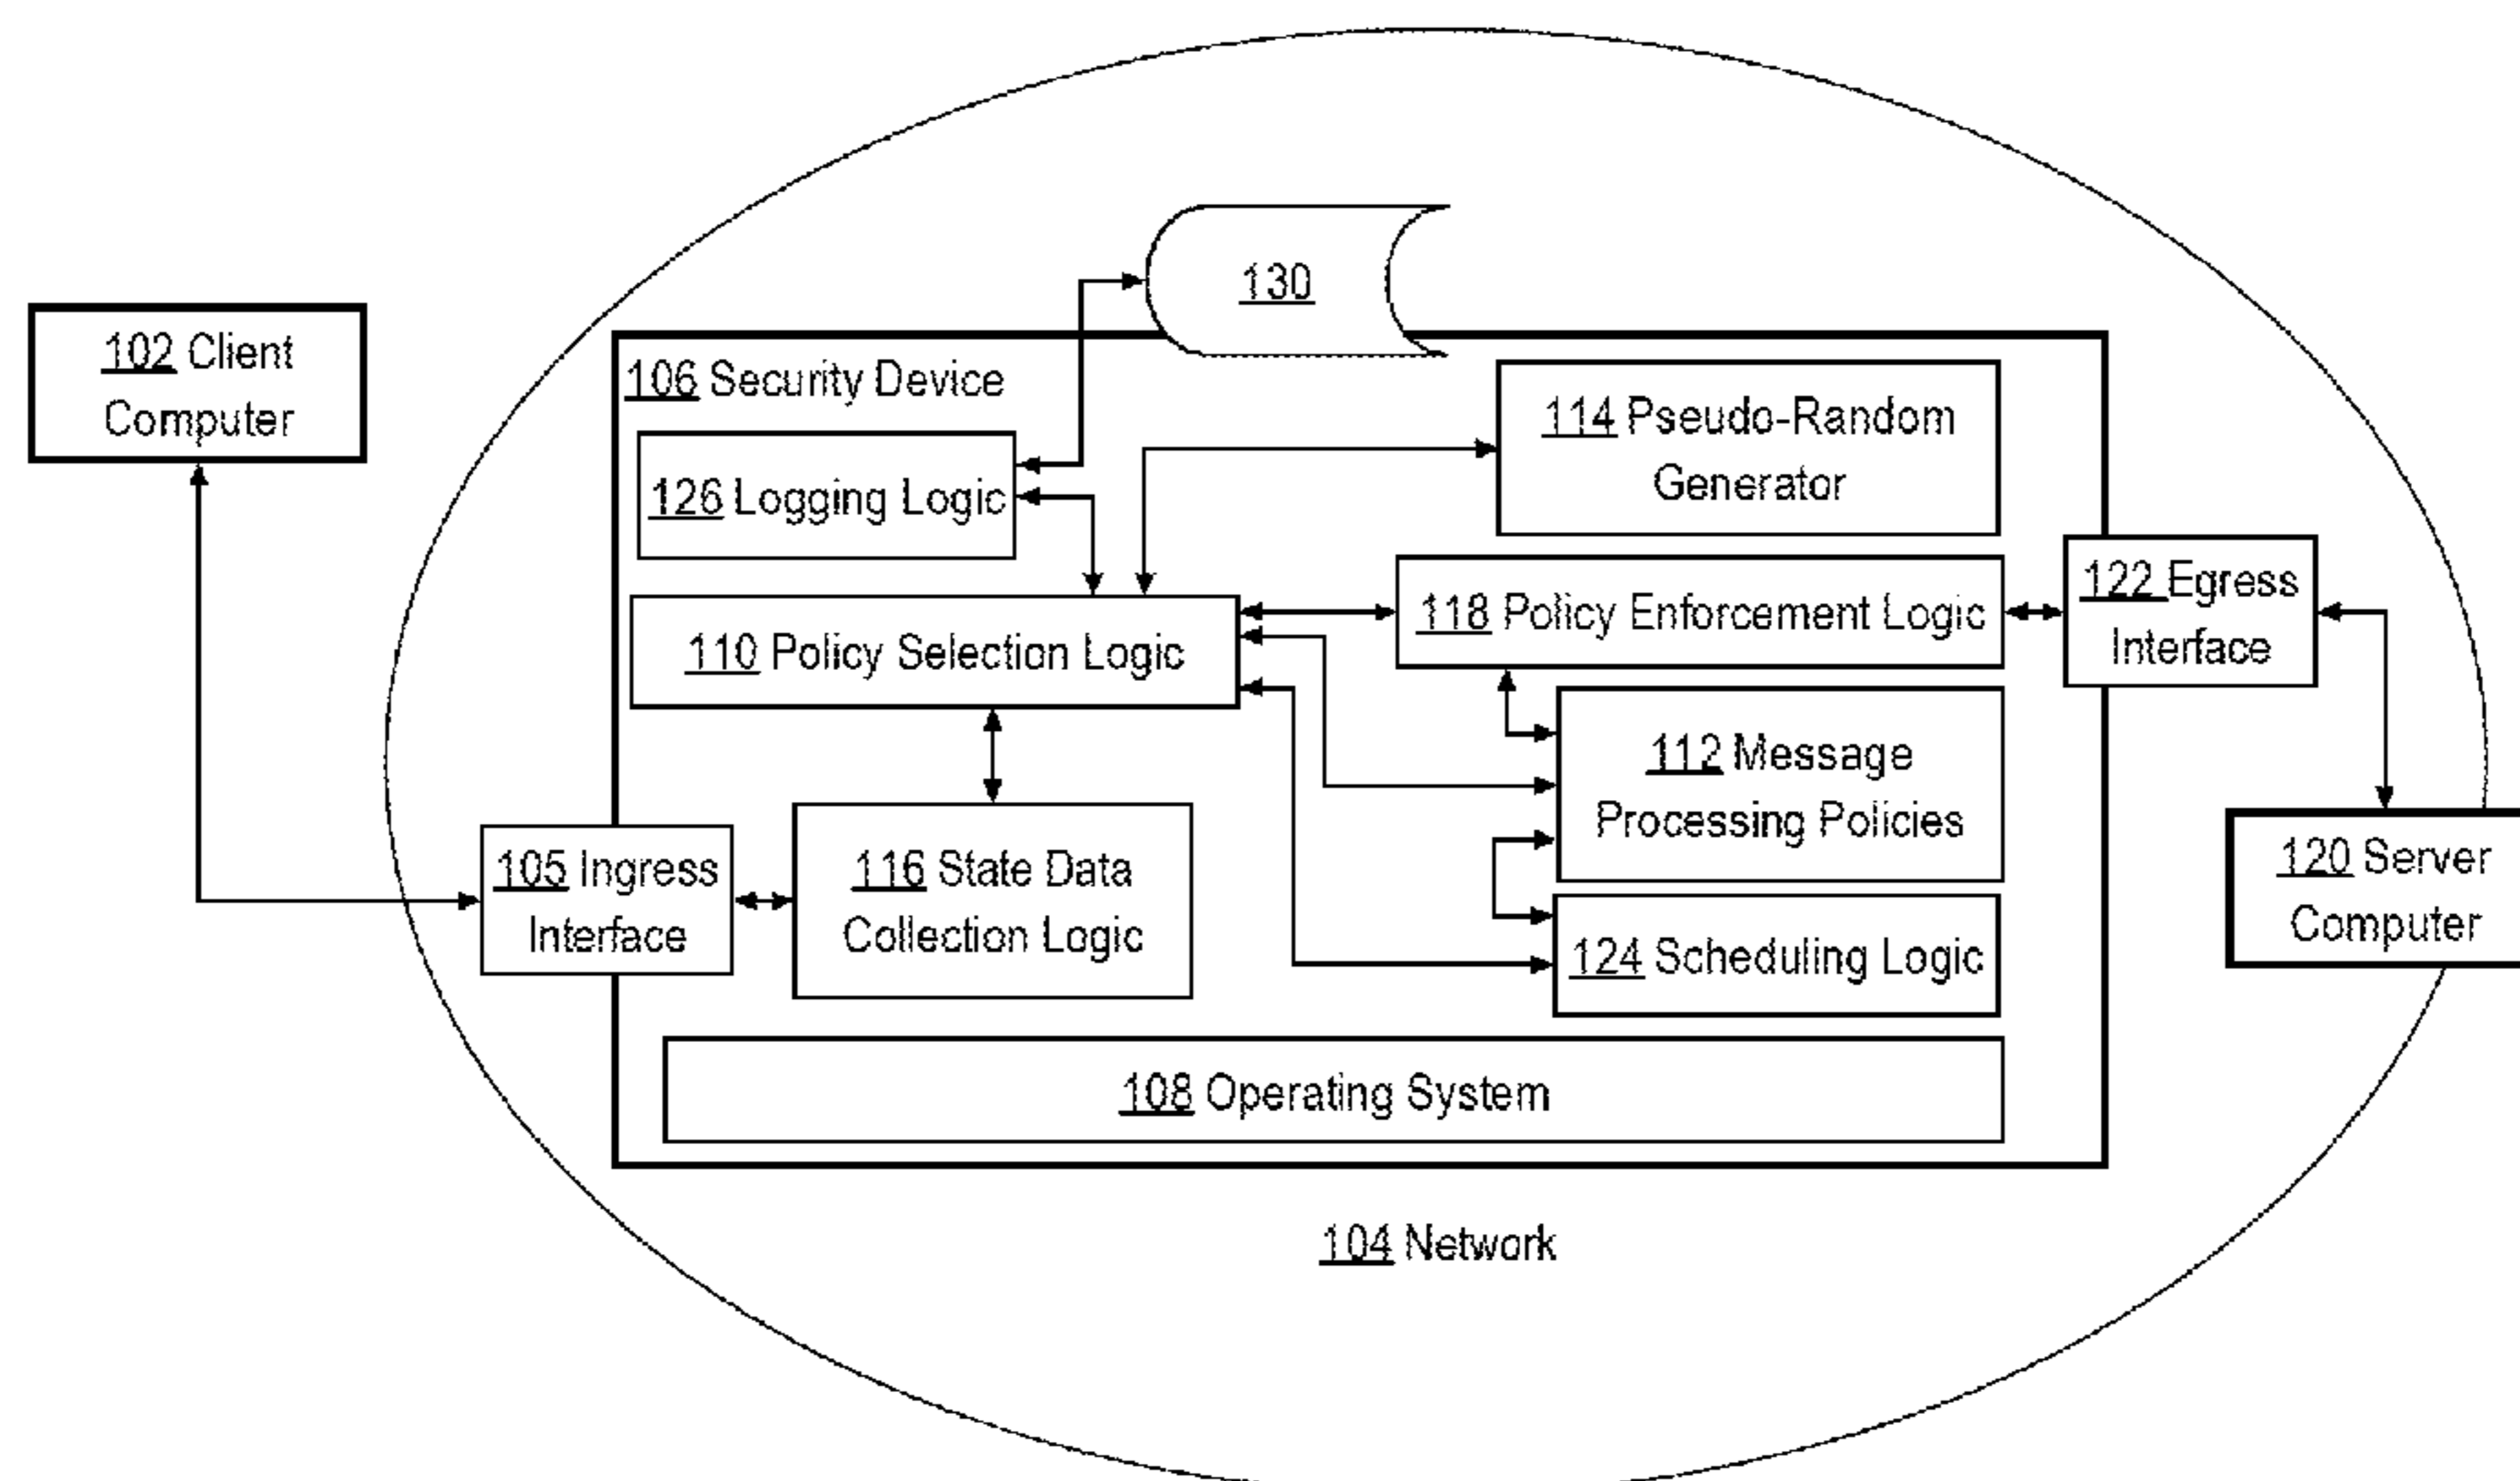 130
102 Client
Computer
106 Security Device
114 Pseudo-Random
Generator
126 Logging Logic
122 Egress
Interface
118 Policy Enforcement Logic
110 Policy Selection Logic
112 Message
Processing Policies
105 Ingress
Interface
116 State Data
Collection Logic
120 Server
Computer
124 Scheduling Logic
108 Operating System
104 Network